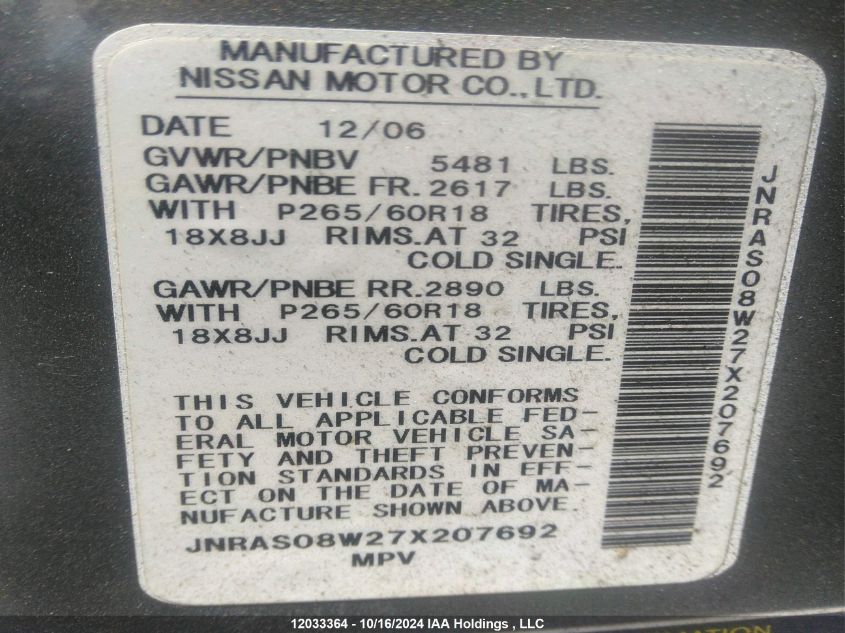 MANUFACTURED BY
NISSAN MOTOR CO., LTD.
DATE 12/06
GVWR/PNBV 5481 LBS.
GAWR/PNBE FR. 2617 LBS.
WITH P265/60R18 TIRES,
18X8JJ RIMS.AT 32 PSI
COLD SINGLE.
GAWR/PNBE RR. 2890 LBS.
WITH P265/60R18 TIRES,
18X8JJ RIMS.AT 32 PSI
COLD SINGLE.
THIS VEHICLE CONFORMS
TO ALL APPLICABLE FED-
ERAL MOTOR VEHICLE SA-
FETY AND THEFT PREVEN-
TION STANDARDS IN EFF-
ECT ON THE DATE OF MA-
NUFACTURE SHOWN ABOVE.
JNRAS08W27X207692
MPV
JNRAS08W27X207692
12033364 - 10/16/2024 IAA Holdings , LLC